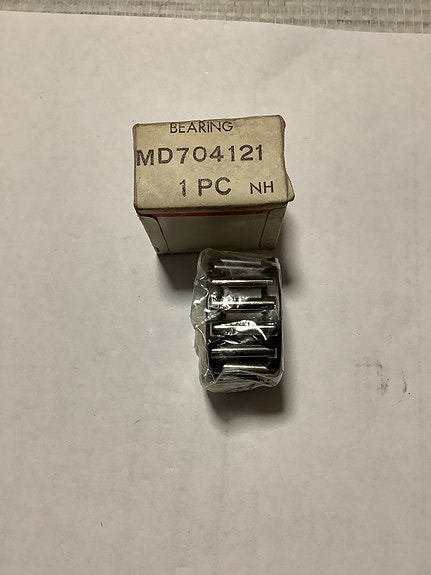 BEARING
MD704121
1 PC NH